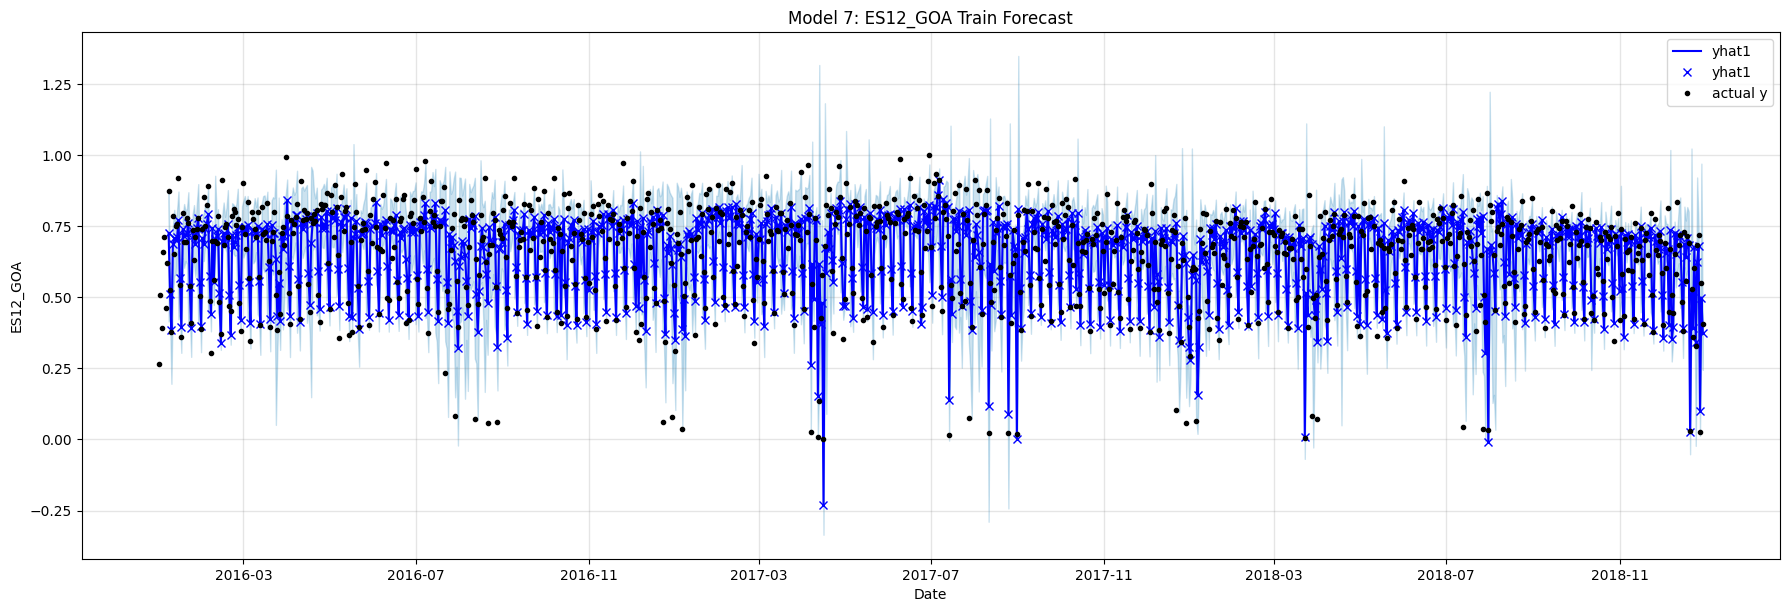 Model 7: ES12_GOA Train Forecast
yhat1
yhat1
actual y
1.25
1.00
0.75
0.50
0.25
0.00
−0.25
ES12_GOA
2016-03 2016-07 2016-11 2017-03 2017-07 2017-11 2018-03 2018-07 2018-11
Date